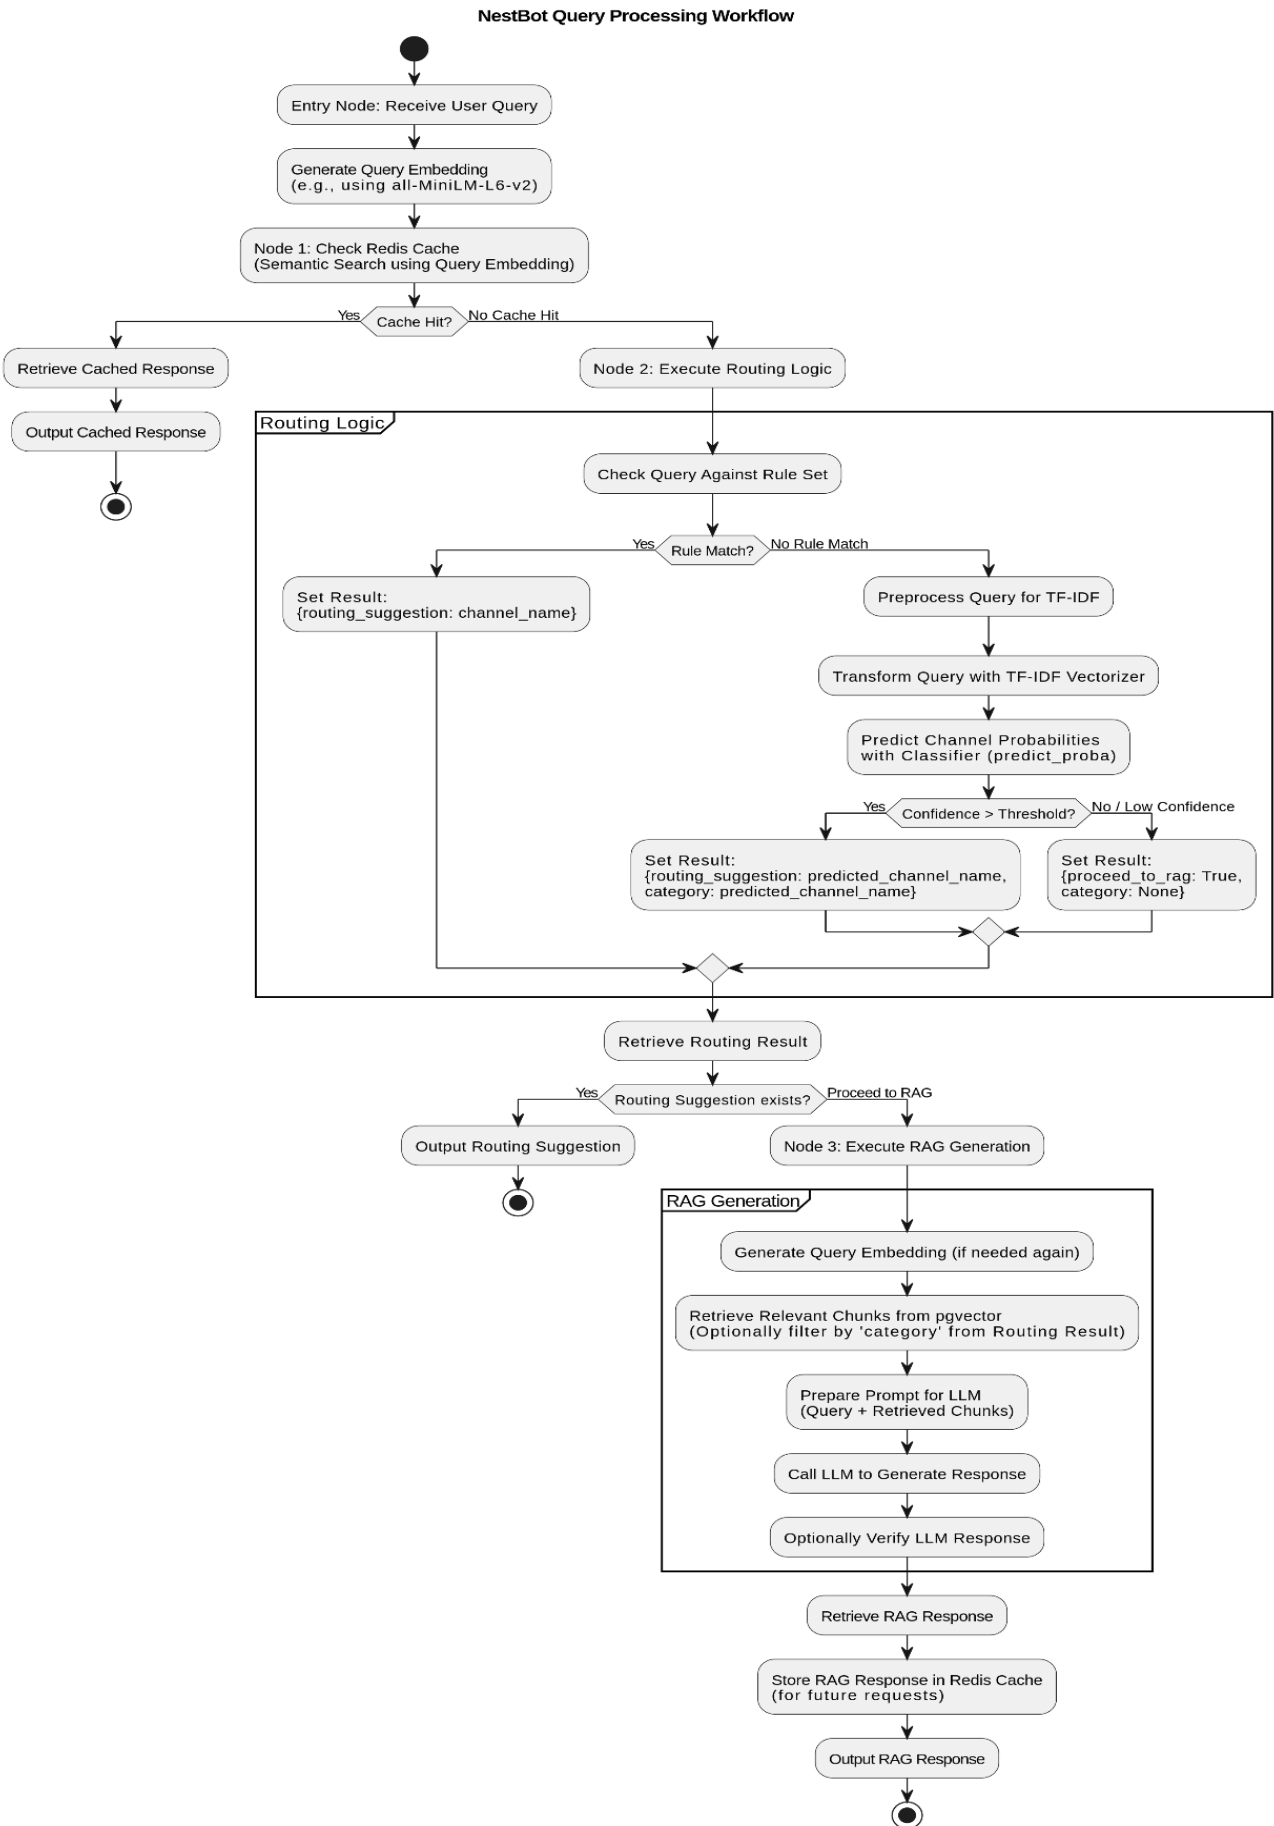 NestBot Query Processing Workflow
Entry Node: Receive User Query
Generate Query Embedding
(e.g., using all-MiniLM-L6-v2)
Node 1: Check Redis Cache
(Semantic Search using Query Embedding)
Yes
Cache Hit?
No Cache Hit
Retrieve Cached Response
Output Cached Response
Node 2: Execute Routing Logic
Routing Logic
Check Query Against Rule Set
Yes
Rule Match?
No Rule Match
Set Result:
{routing_suggestion: channel_name}
Preprocess Query for TF-IDF
Transform Query with TF-IDF Vectorizer
Predict Channel Probabilities
with Classifier (predict_proba)
Yes
Confidence > Threshold?
No / Low Confidence
Set Result:
{routing_suggestion: predicted_channel_name,
category: predicted_channel_name}
Set Result:
{proceed_to_rag: True,
category: None}
Retrieve Routing Result
Yes
Routing Suggestion exists?
Proceed to RAG
Output Routing Suggestion
Node 3: Execute RAG Generation
RAG Generation
Generate Query Embedding (if needed again)
Retrieve Relevant Chunks from pgvector
(Optionally filter by 'category' from Routing Result)
Prepare Prompt for LLM
(Query + Retrieved Chunks)
Call LLM to Generate Response
Optionally Verify LLM Response
Retrieve RAG Response
Store RAG Response in Redis Cache
(for future requests)
Output RAG Response